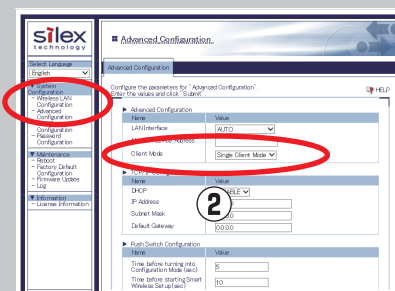 silex
technology
Advanced Configuration
Select Language
English
▼ System
Configuration
- Wireless LAN
Configuration
- Advanced
Configuration
Configuration
- Password
Configuration
▼ Maintenance
- Reboot
- Factory Default
Configuration
- Firmware Update
- Log
▼ Information
- License Information
Advanced Configuration
Configure the parameters for "Advanced Configuration".
Enter the values and click "Submit".
HELP
▶ Advanced Configuration
Name Value
LAN Interface AUTO
Address
Client Mode Single Client Mode
Name Value
DHCP
IP Address
Subnet Mask
Default Gateway 0.0.0.0
2
▶ Push Switch Configuration
Name Value
Time before turning into
Configuration Mode (sec) 5
Time before starting Smart
Wireless Setup (sec) 10